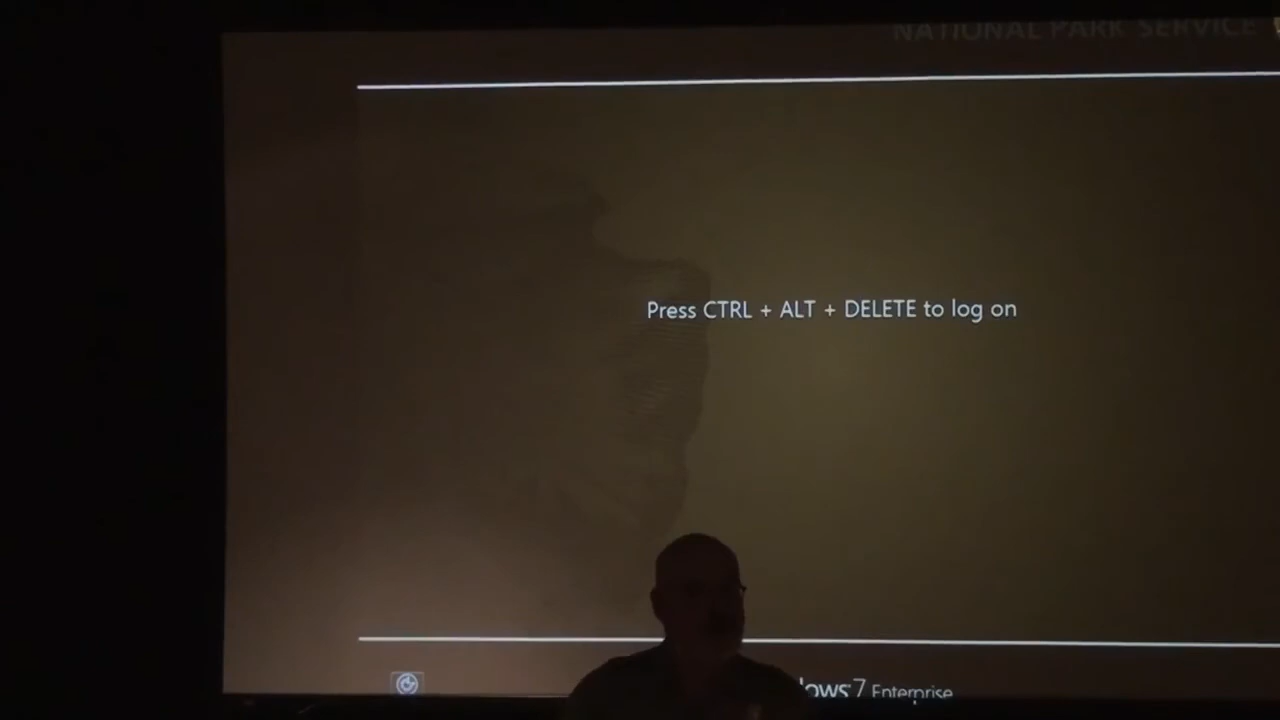 NATIONAL PARK SERVICE
Press CTRL + ALT + DELETE to log on
dows 7 Enterprise